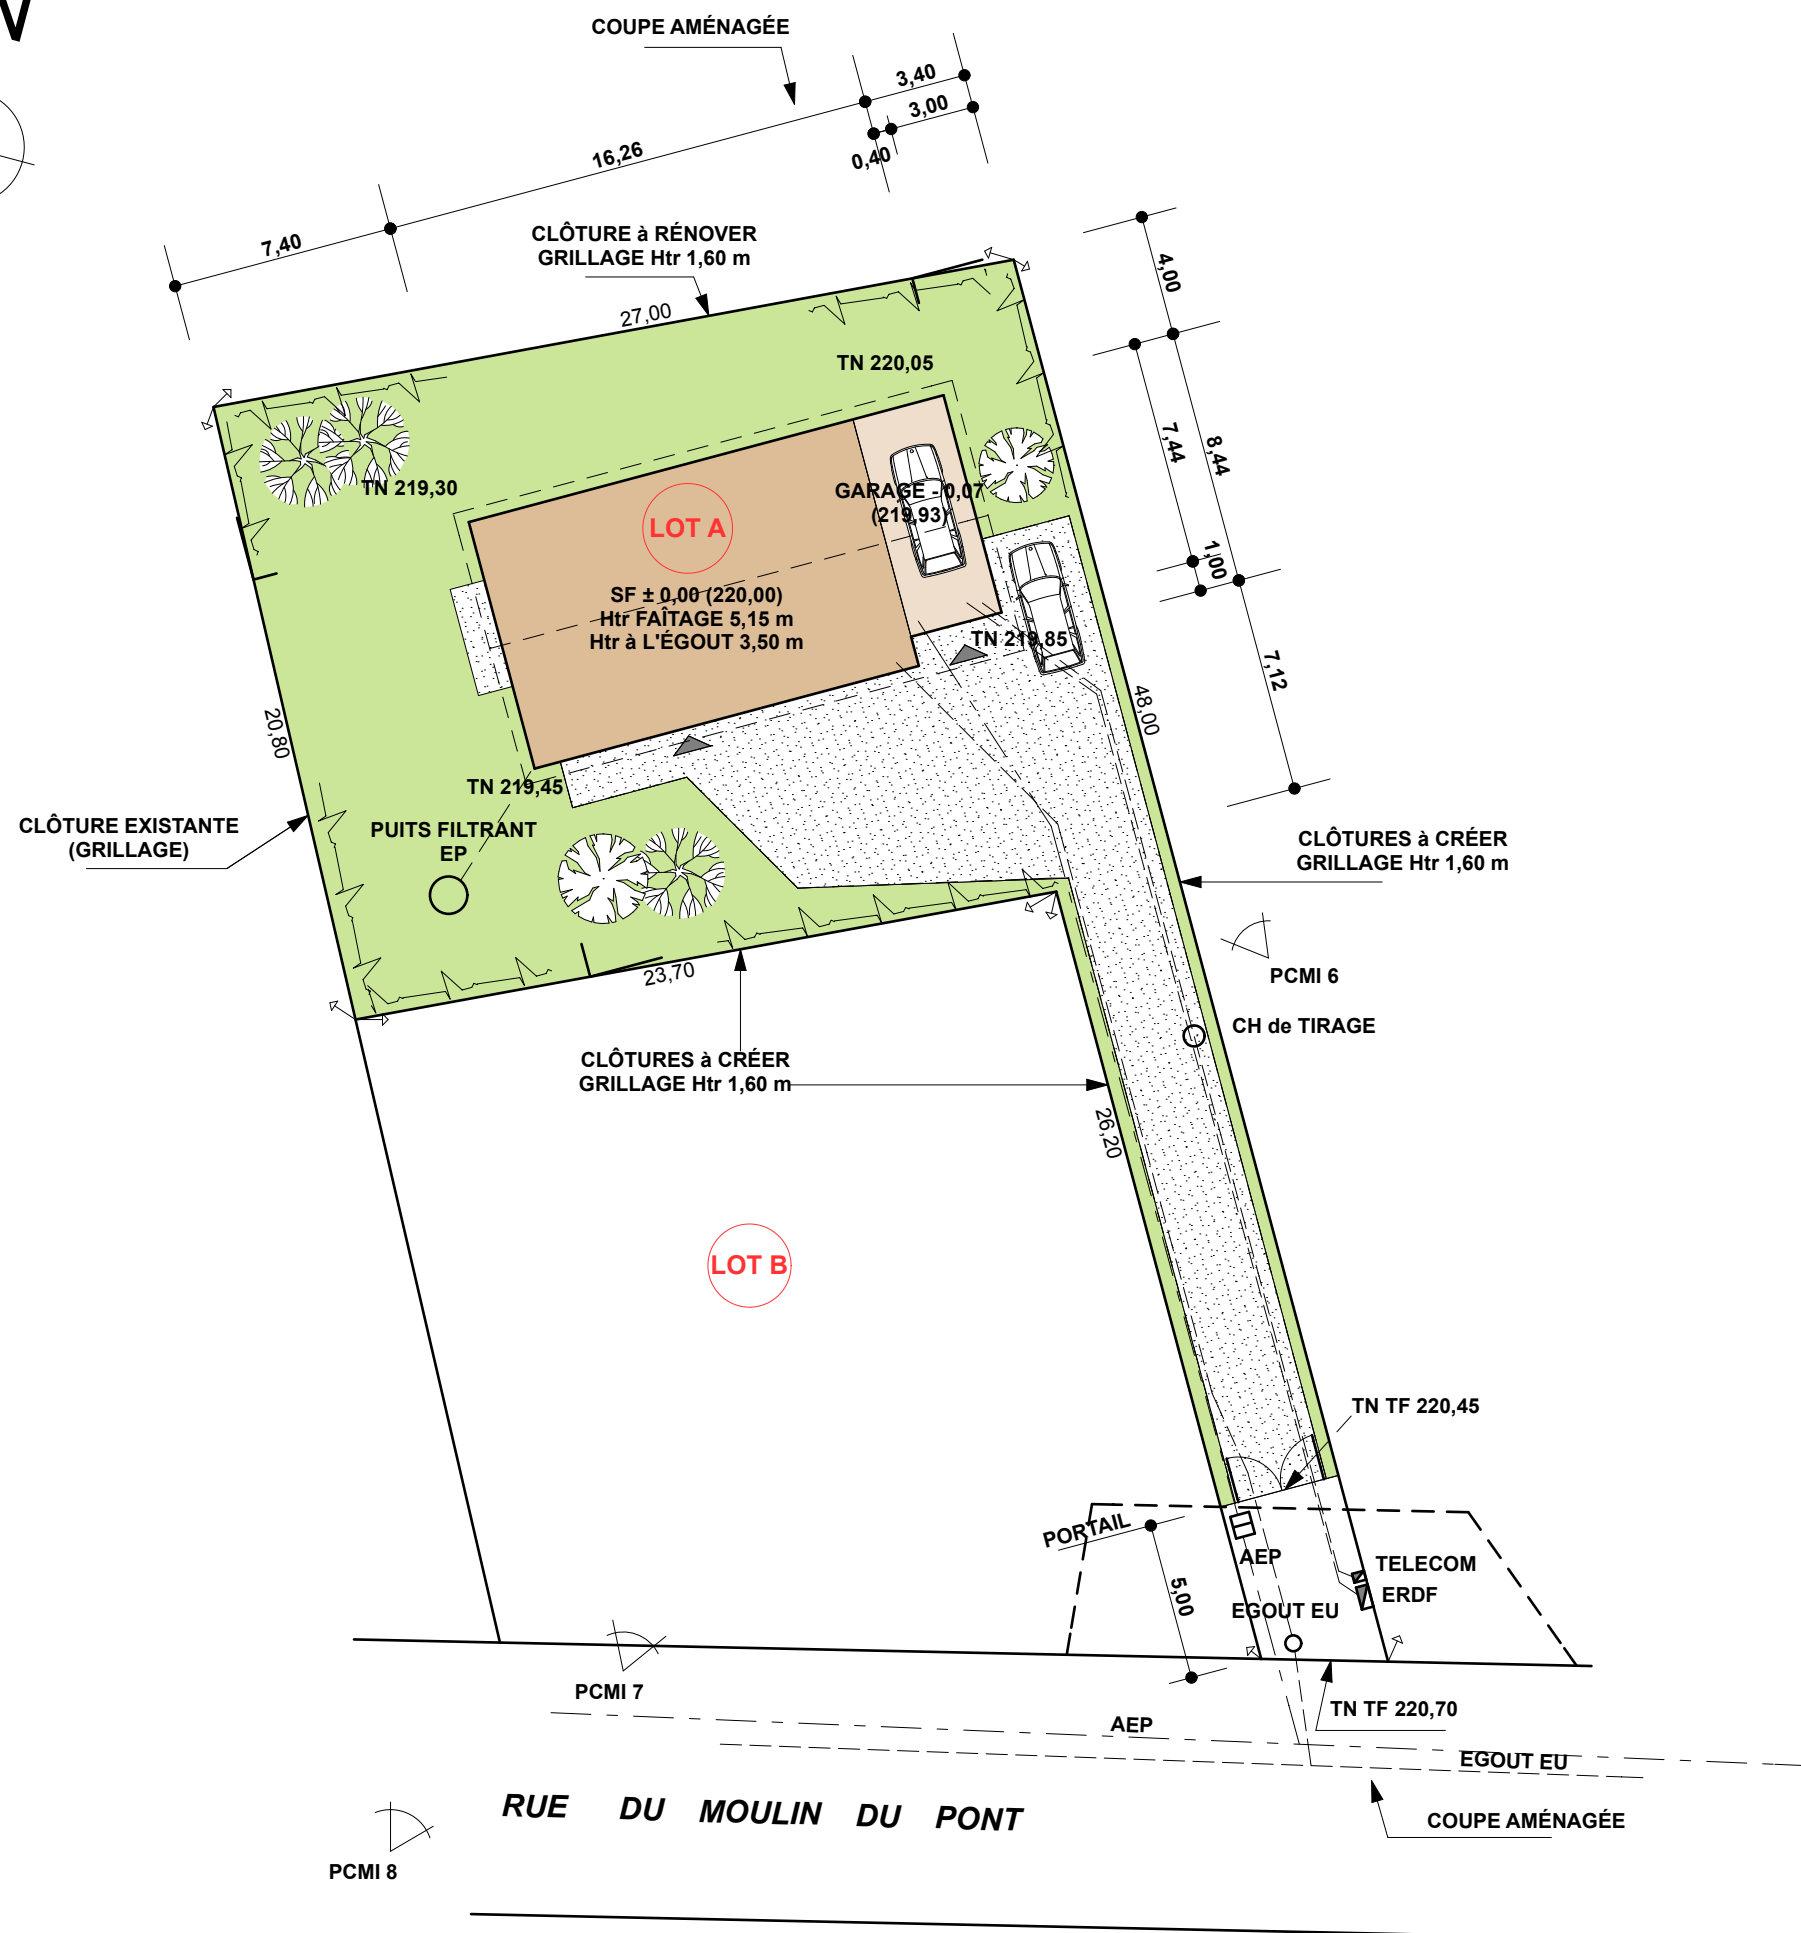 N
COUPE AMÉNAGÉE
3,40
3,00
0,40
16,26
7,40
CLÔTURE à RÉNOVER
GRILLAGE Htr 1,60 m
27,00
4,00
TN 220,05
7,44
8,44
1,00
7,12
TN 219,30
GARAGE - 0,07
(219,93)
LOT A
SF ± 0,00 (220,00)
Htr FAÎTAGE 5,15 m
Htr à L'ÉGOUT 3,50 m
TN 219,85
48,00
20,80
TN 219,45
PUITS FILTRANT
EP
CLÔTURE EXISTANTE
(GRILLAGE)
CLÔTURES à CRÉER
GRILLAGE Htr 1,60 m
23,70
PCMI 6
CH de TIRAGE
CLÔTURES à CRÉER
GRILLAGE Htr 1,60 m
26,20
LOT B
TN TF 220,45
PORTAIL
AEP
TELECOM
ERDF
5,00
EGOUT EU
PCMI 7
TN TF 220,70
AEP
EGOUT EU
RUE DU MOULIN DU PONT
COUPE AMÉNAGÉE
PCMI 8